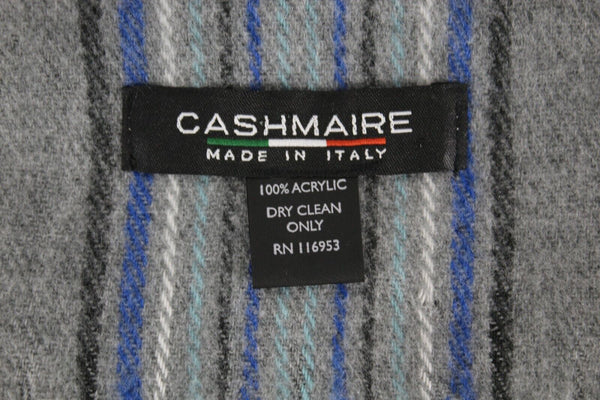 CASHMAIRE
MADE IN ITALY
100% ACRYLIC
DRY CLEAN
ONLY
RN 116953